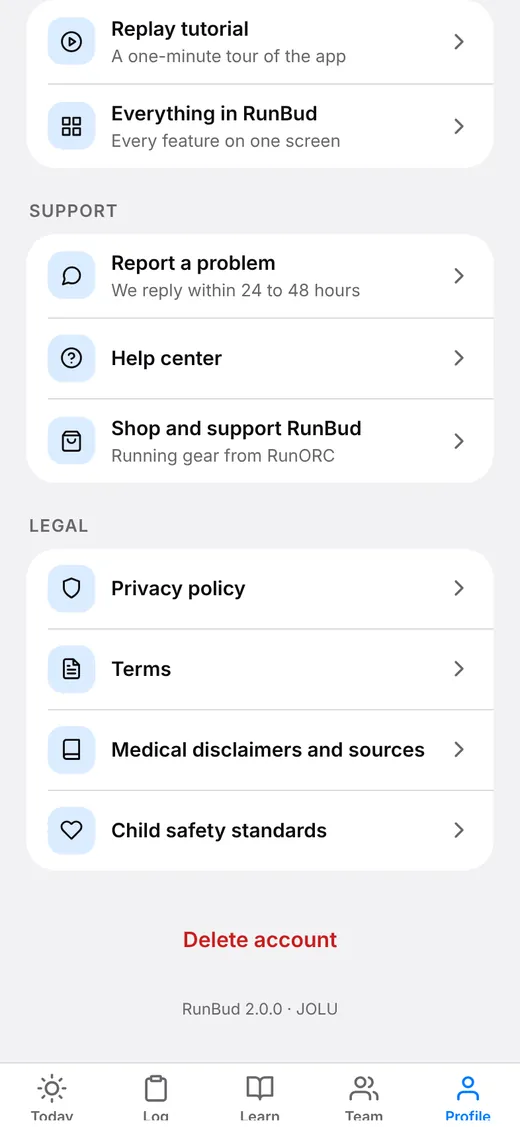 Replay tutorial
A one-minute tour of the app
Everything in RunBud
Every feature on one screen
SUPPORT
Report a problem
We reply within 24 to 48 hours
Help center
Shop and support RunBud
Running gear from RunORC
LEGAL
Privacy policy
Terms
Medical disclaimers and sources
Child safety standards
Delete account
RunBud 2.0.0 · JOLU
Today Log Learn Team Profile